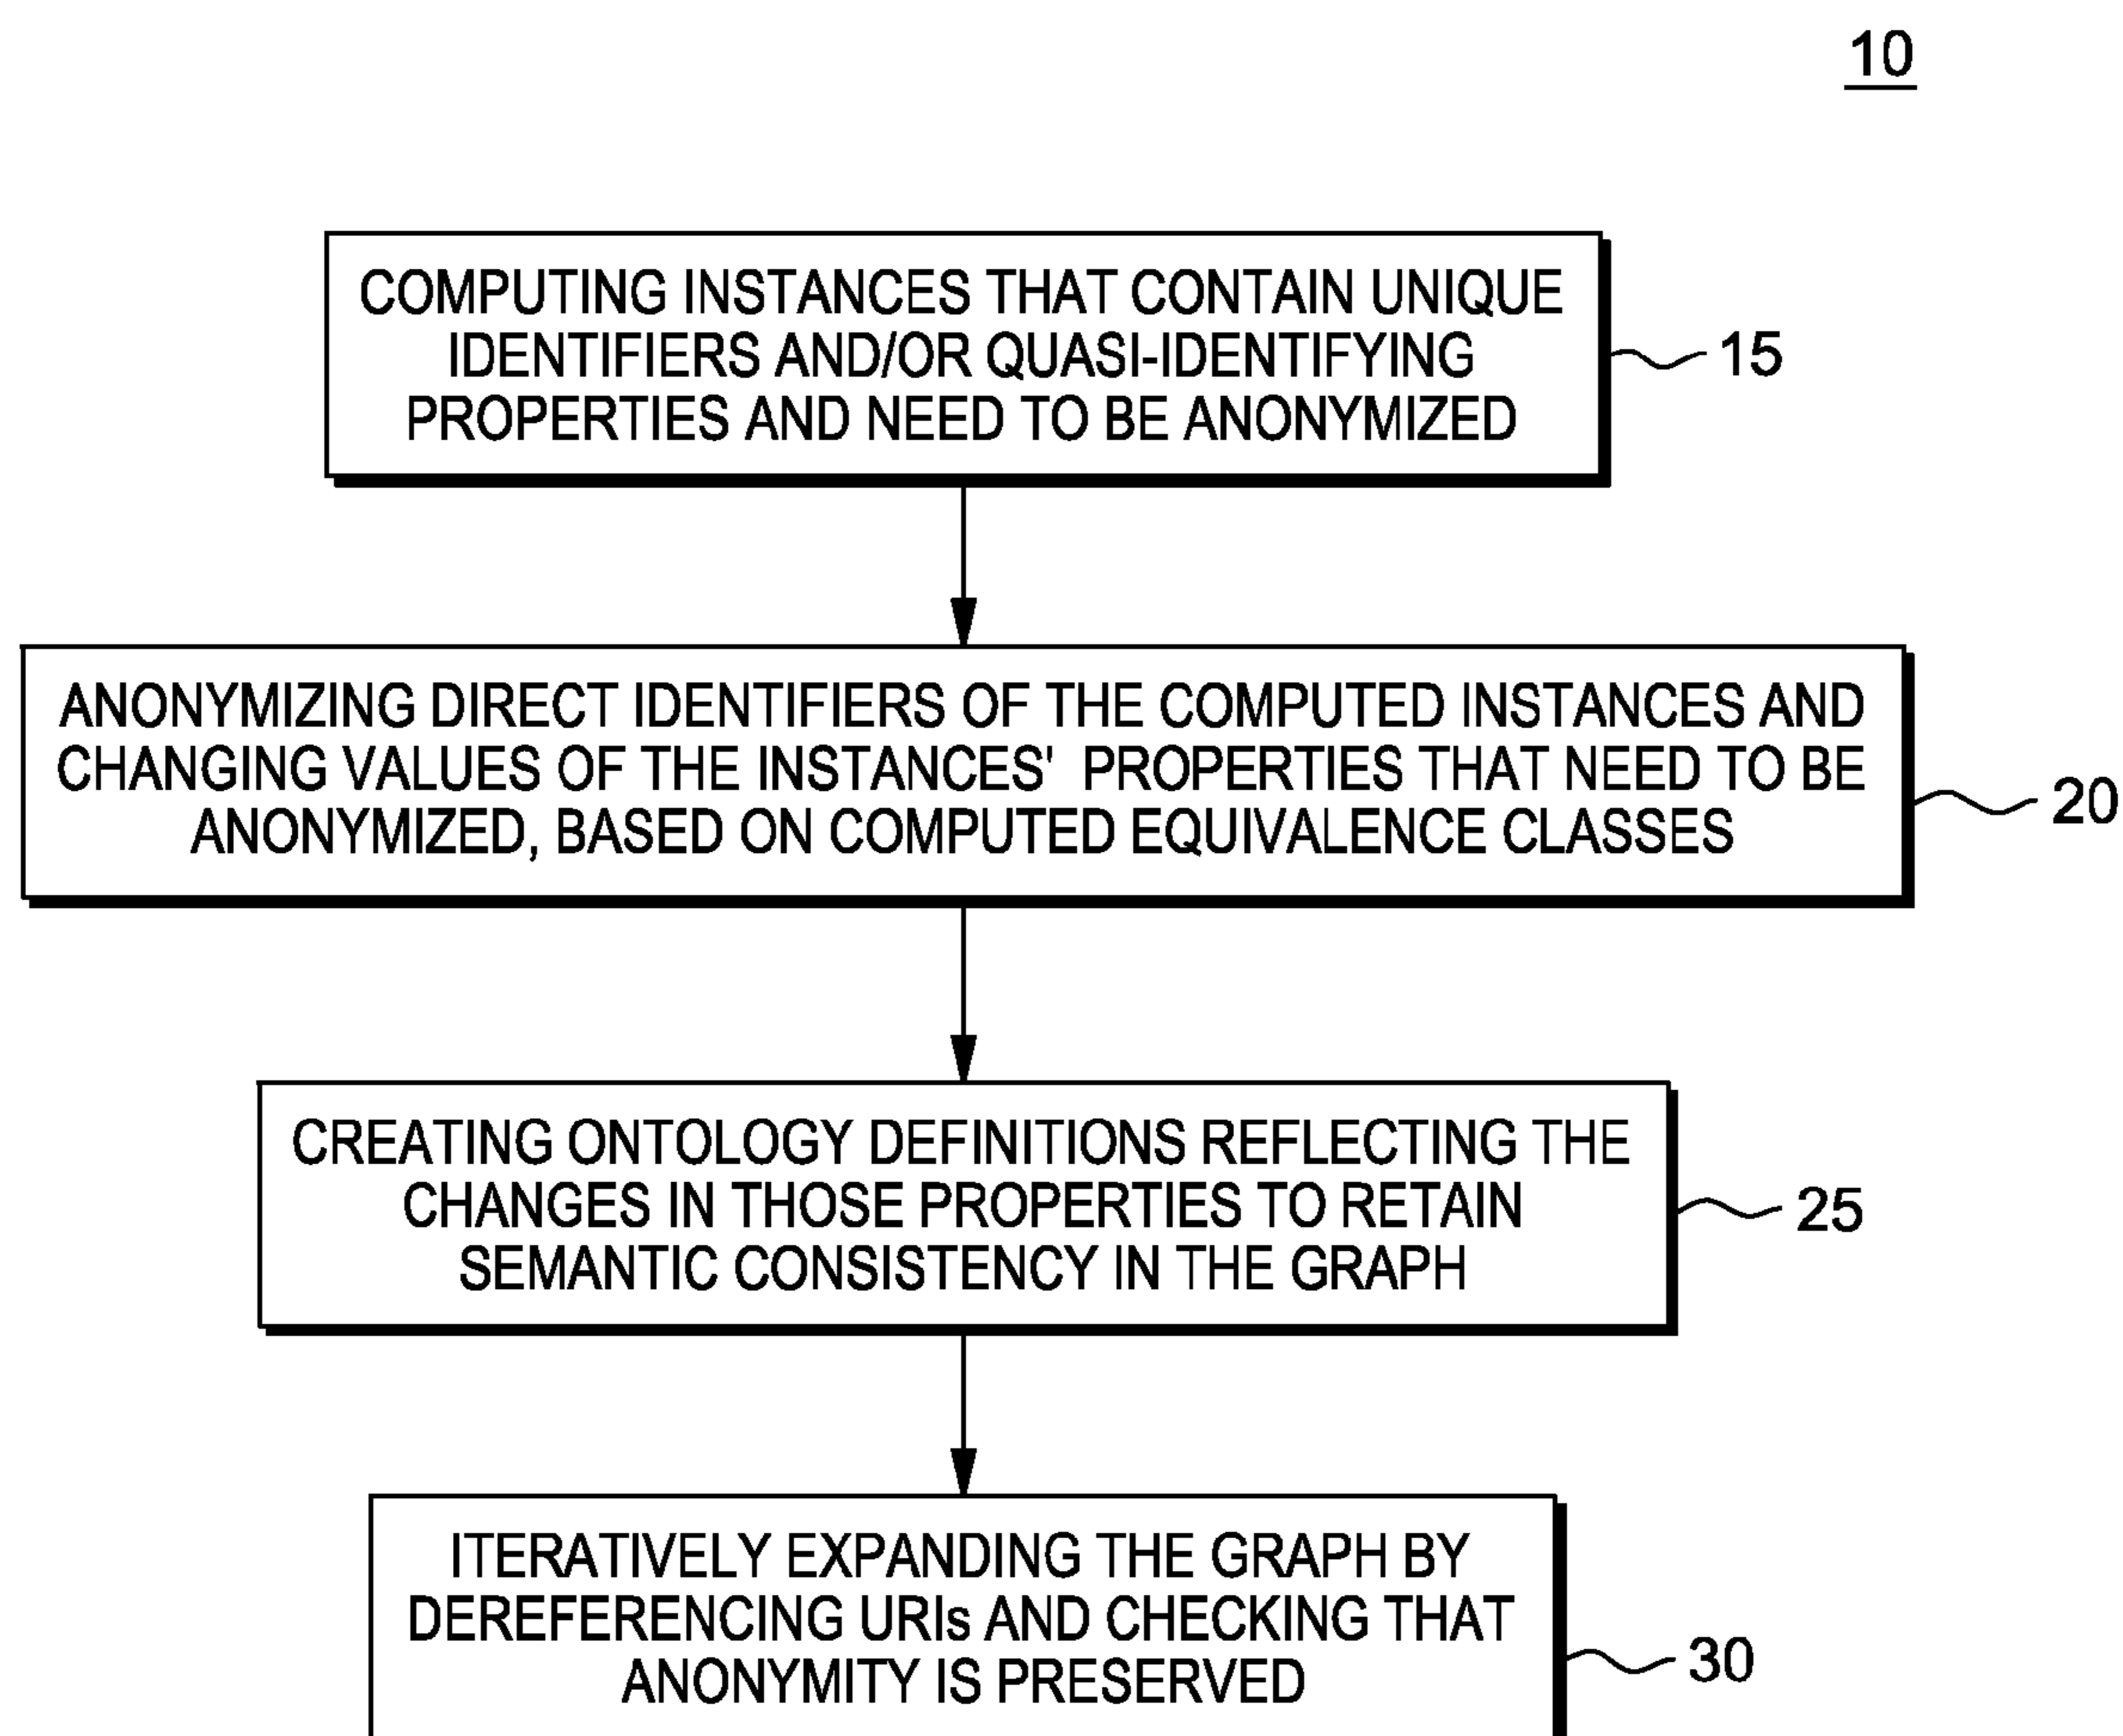 10
COMPUTING INSTANCES THAT CONTAIN UNIQUE
IDENTIFIERS AND/OR QUASI-IDENTIFYING
PROPERTIES AND NEED TO BE ANONYMIZED
15
ANONYMIZING DIRECT IDENTIFIERS OF THE COMPUTED INSTANCES AND
CHANGING VALUES OF THE INSTANCES' PROPERTIES THAT NEED TO BE
ANONYMIZED, BASED ON COMPUTED EQUIVALENCE CLASSES
20
CREATING ONTOLOGY DEFINITIONS REFLECTING THE
CHANGES IN THOSE PROPERTIES TO RETAIN
SEMANTIC CONSISTENCY IN THE GRAPH
25
ITERATIVELY EXPANDING THE GRAPH BY
DEREFERENCING URIs AND CHECKING THAT
ANONYMITY IS PRESERVED
30